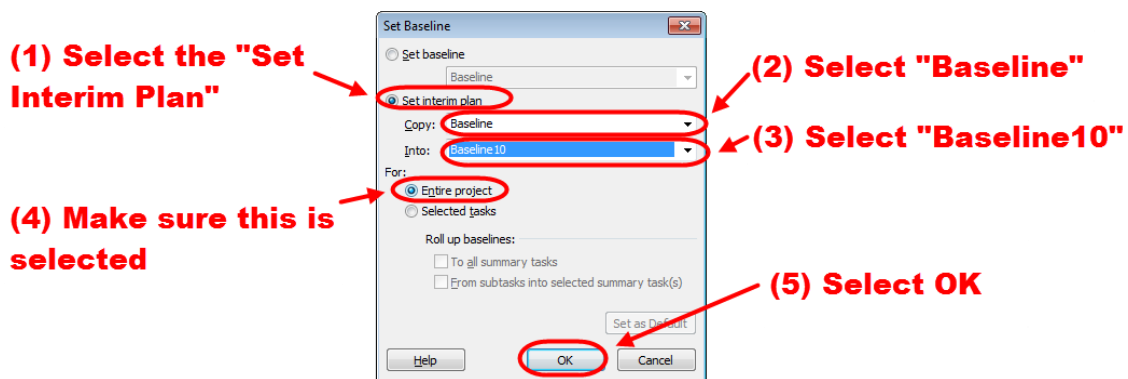 Set Baseline
(1) Select the "Set
Interim Plan"
Set baseline
Baseline
(2) Select "Baseline"
Set interim plan
Copy: Baseline
(3) Select "Baseline10"
Into: Baseline10
For:
Entire project
(4) Make sure this is
selected
Selected tasks
Roll up baselines:
To all summary tasks
From subtasks into selected summary task(s)
(5) Select OK
Set as Default
Help
OK
Cancel